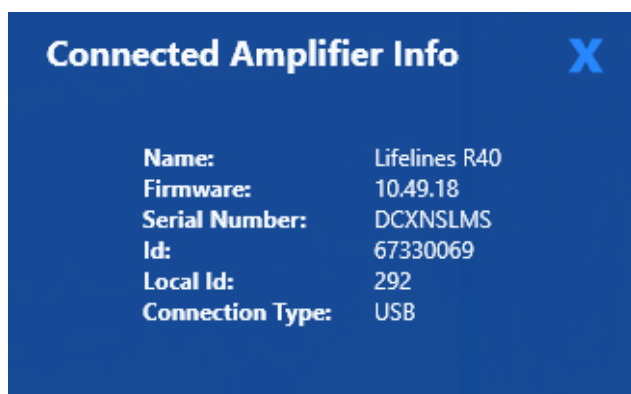 Connected Amplifier Info X
Name: Lifelines R40
Firmware: 10.49.18
Serial Number: DCXNSLMS
Id: 67330069
Local Id: 292
Connection Type: USB